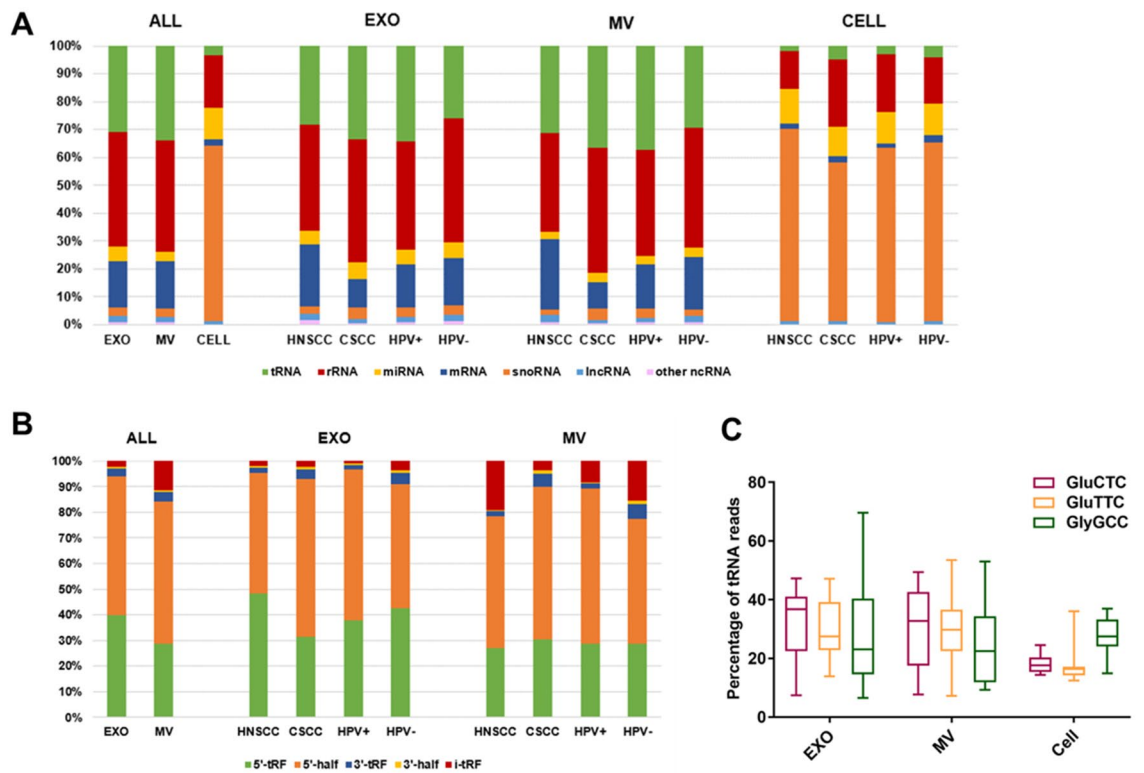 A
ALL EXO MV CELL
100%
90%
80%
70%
60%
50%
40%
30%
20%
10%
0%
EXO MV CELL HNSCC CSCC HPV+ HPV- HNSCC CSCC HPV+ HPV- HNSCC CSCC HPV+ HPV-
tRNA rRNA miRNA mRNA snoRNA lncRNA other ncRNA
B
ALL EXO MV
100%
90%
80%
70%
60%
50%
40%
30%
20%
10%
0%
EXO MV HNSCC CSCC HPV+ HPV- HNSCC CSCC HPV+ HPV-
5'-tRF 5'-half 3'-tRF 3'-half i-tRF
C
Percentage of tRNA reads
80
60
40
20
0
GluCTC
GluTTC
GlyGCC
EXO MV Cell